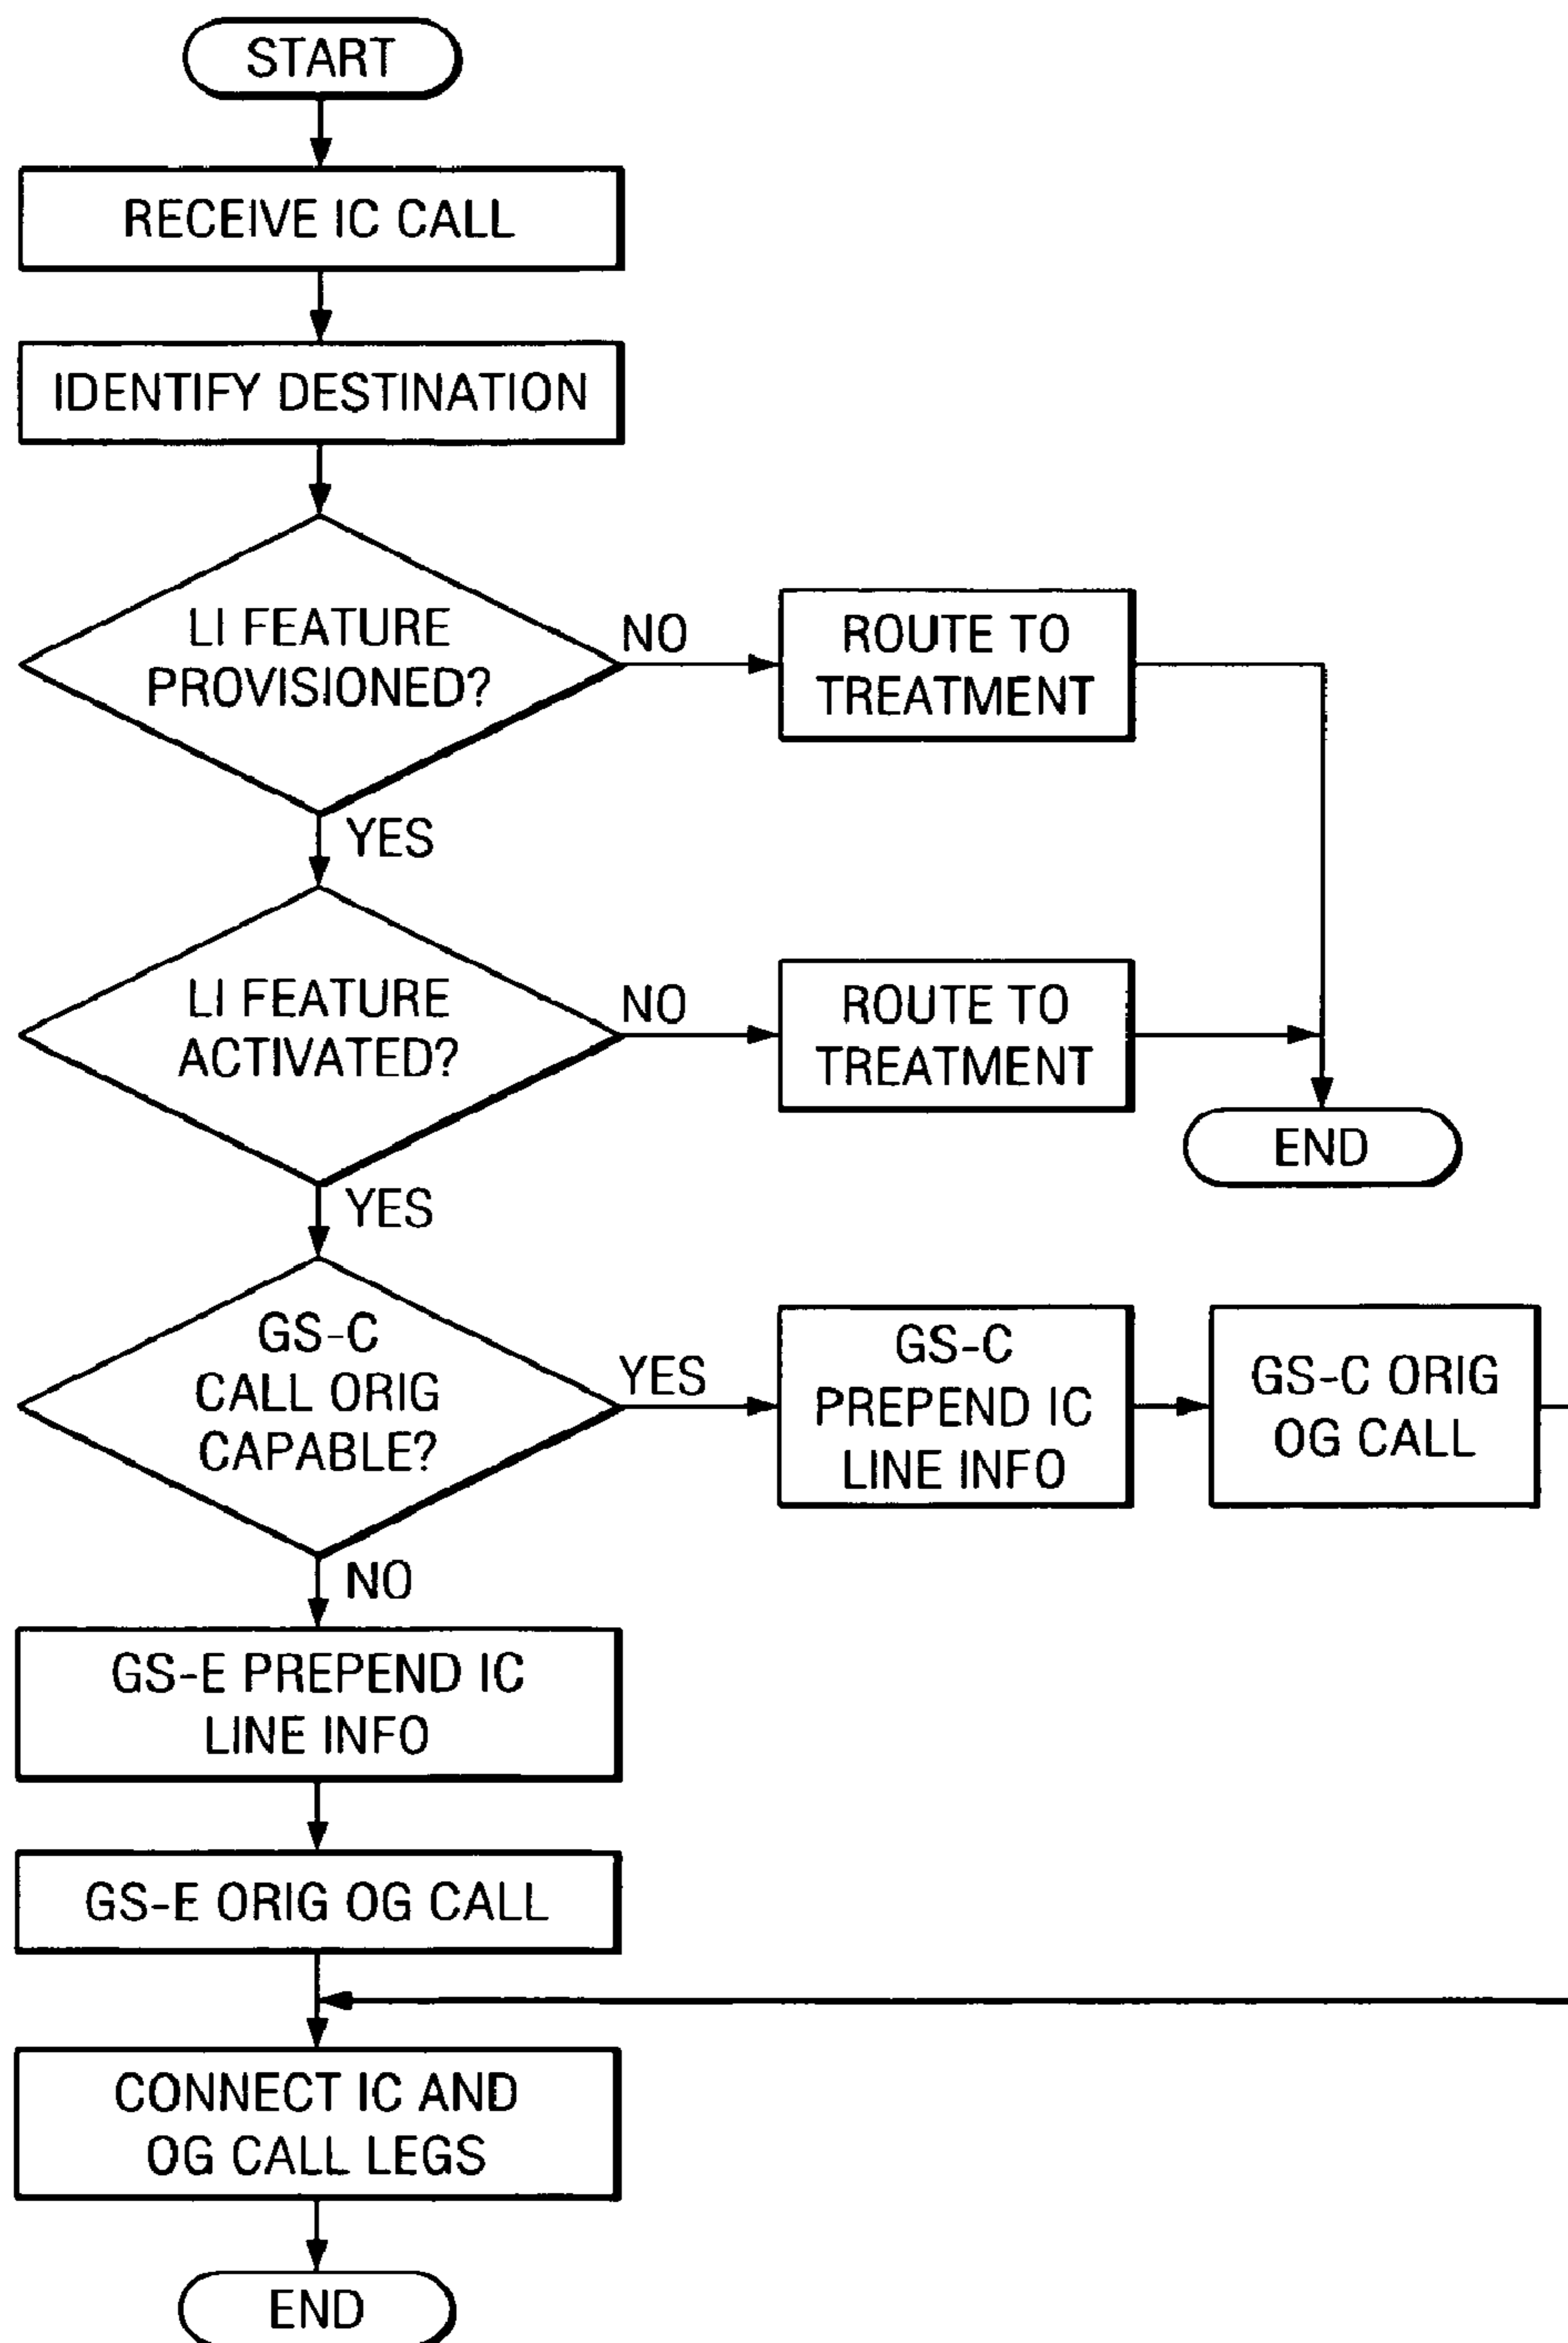 START
RECEIVE IC CALL
IDENTIFY DESTINATION
LI FEATURE
PROVISIONED?
NO
ROUTE TO
TREATMENT
YES
LI FEATURE
ACTIVATED?
NO
ROUTE TO
TREATMENT
END
YES
GS-C
CALL ORIG
CAPABLE?
YES
GS-C
PREPEND IC
LINE INFO
GS-C ORIG
OG CALL
NO
GS-E PREPEND IC
LINE INFO
GS-E ORIG OG CALL
CONNECT IC AND
OG CALL LEGS
END